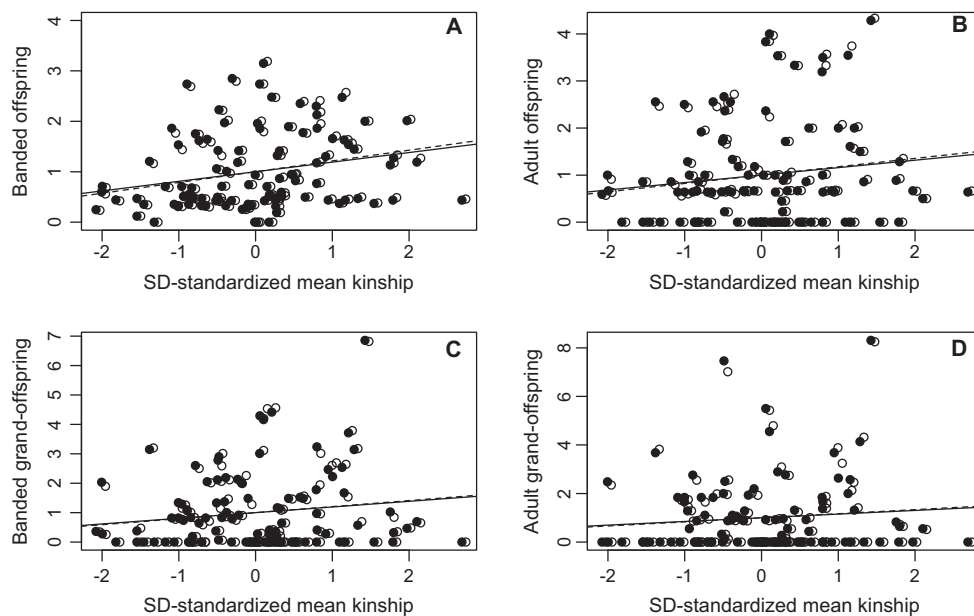 A
Banded offspring
0 1 2 3 4
-2 -1 0 1 2
SD-standardized mean kinship
B
Adult offspring
0 1 2 3 4
-2 -1 0 1 2
SD-standardized mean kinship
C
Banded grand-offspring
0 1 2 3 4 5 6 7
-2 -1 0 1 2
SD-standardized mean kinship
D
Adult grand-offspring
0 2 4 6 8
-2 -1 0 1 2
SD-standardized mean kinship